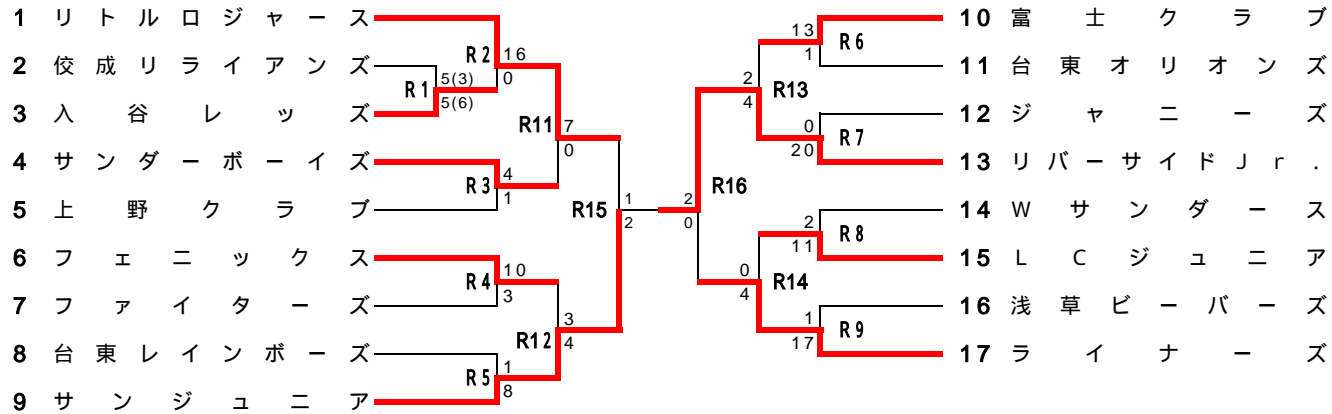 1 リトルロジャース
2 佼成リライアンズ
3 入谷レッズ
4 サンダーボーイズ
5 上野クラブ
6 フェニックス
7 ファイターズ
8 台東レインボーズ
9 サンジュニア
R2 16
0
R1 5(3)
5(6)
R11 7
0
R3 4
1
R15 1
2
R4 10
3
R12 3
4
R5 1
8
R16
2
0
13 R6
1
2 R13
4
0 R7
20
2 R8
11
0 R14
4
1 R9
17
10 富士クラブ
11 台東オリオンズ
12 ジャニーズ
13 リバーサイドJr.
14 Wサンダース
15 LCジュニア
16 浅草ビーバーズ
17 ライナーズ